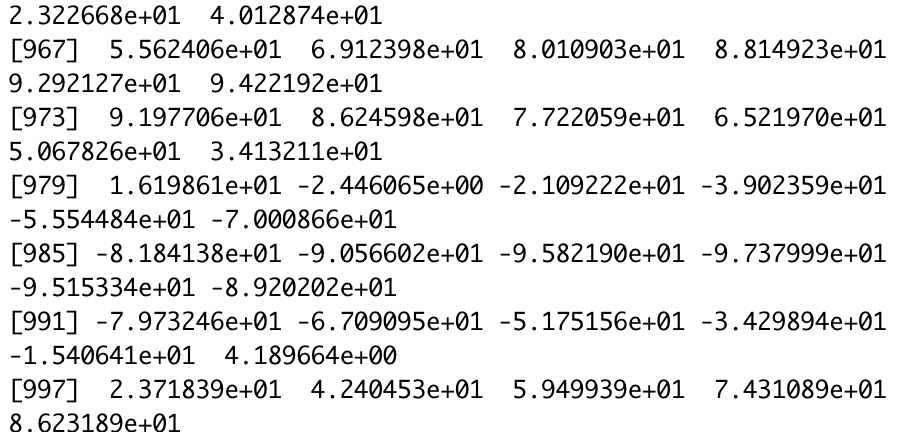 2.322668e+01  4.012874e+01
[967]  5.562406e+01  6.912398e+01  8.010903e+01  8.814923e+01
9.292127e+01  9.422192e+01
[973]  9.197706e+01  8.624598e+01  7.722059e+01  6.521970e+01
5.067826e+01  3.413211e+01
[979]  1.619861e+01 -2.446065e+00 -2.109222e+01 -3.902359e+01
-5.554484e+01 -7.000866e+01
[985] -8.184138e+01 -9.056602e+01 -9.582190e+01 -9.737999e+01
-9.515334e+01 -8.920202e+01
[991] -7.973246e+01 -6.709095e+01 -5.175156e+01 -3.429894e+01
-1.540641e+01  4.189664e+00
[997]  2.371839e+01  4.240453e+01  5.949939e+01  7.431089e+01
8.623189e+01